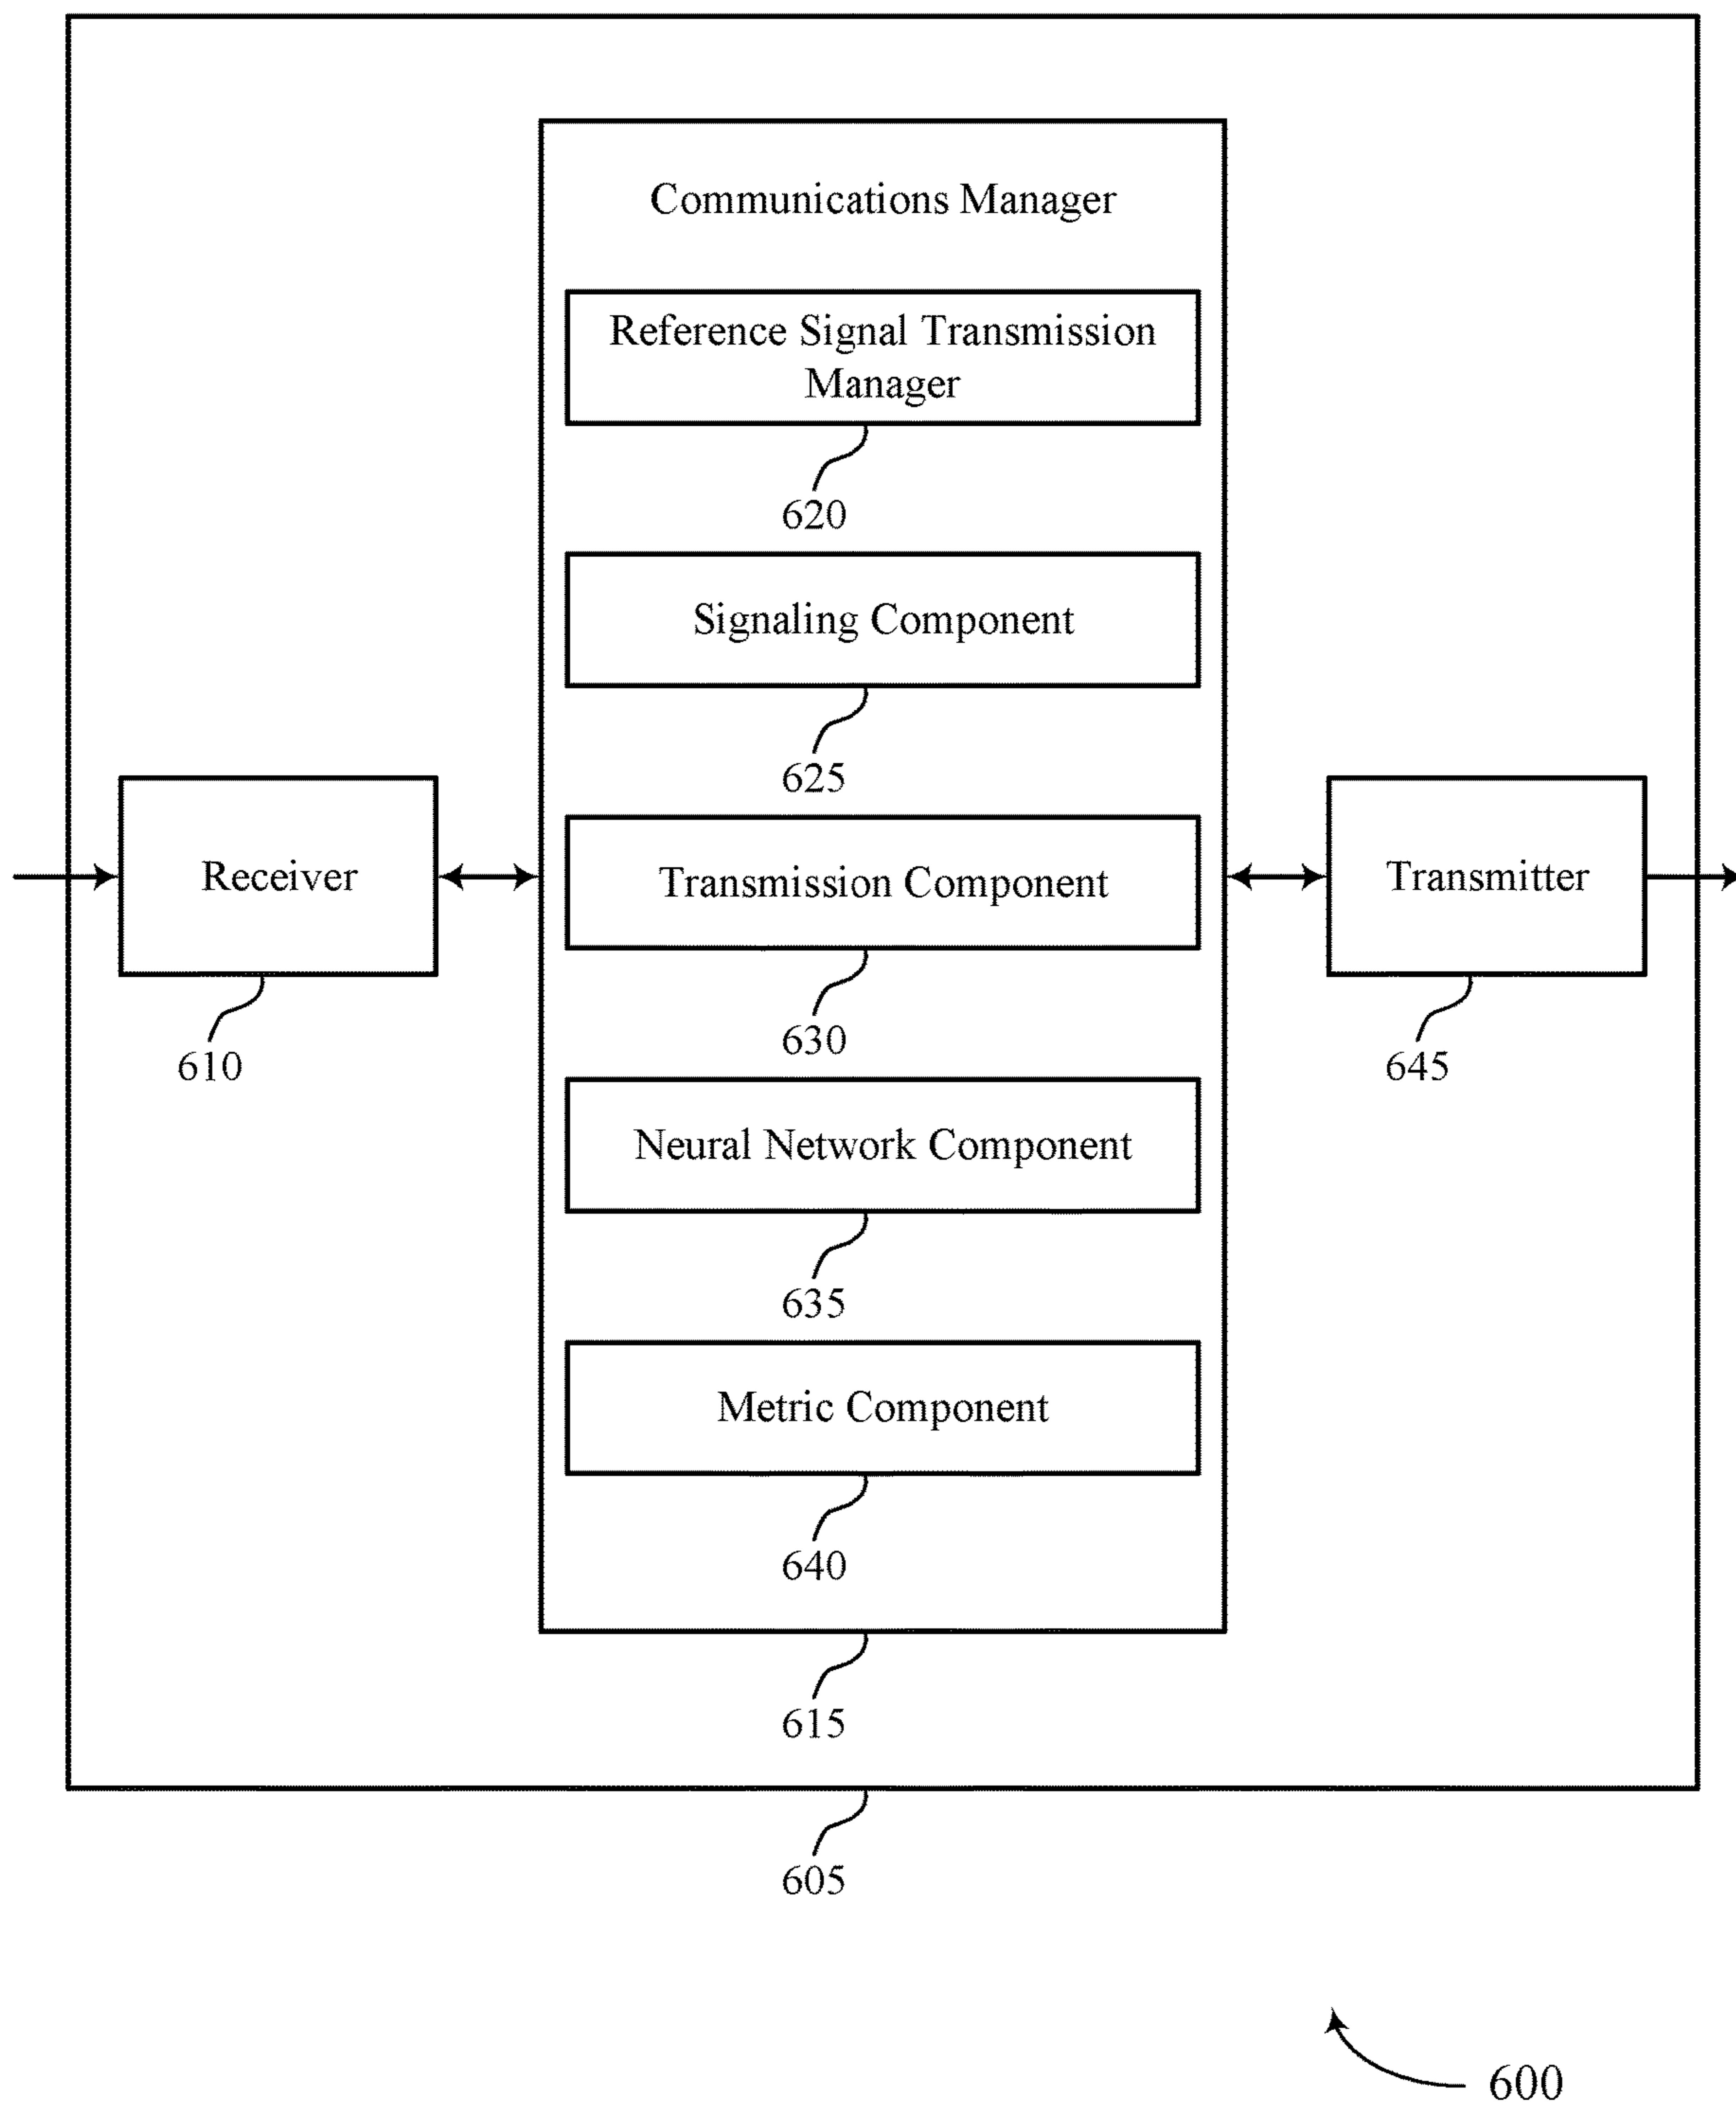 Communications Manager
Reference Signal Transmission
Manager
620
Signaling Component
625
Receiver
610
Transmission Component
630
Transmitter
645
Neural Network Component
635
Metric Component
640
615
605
600